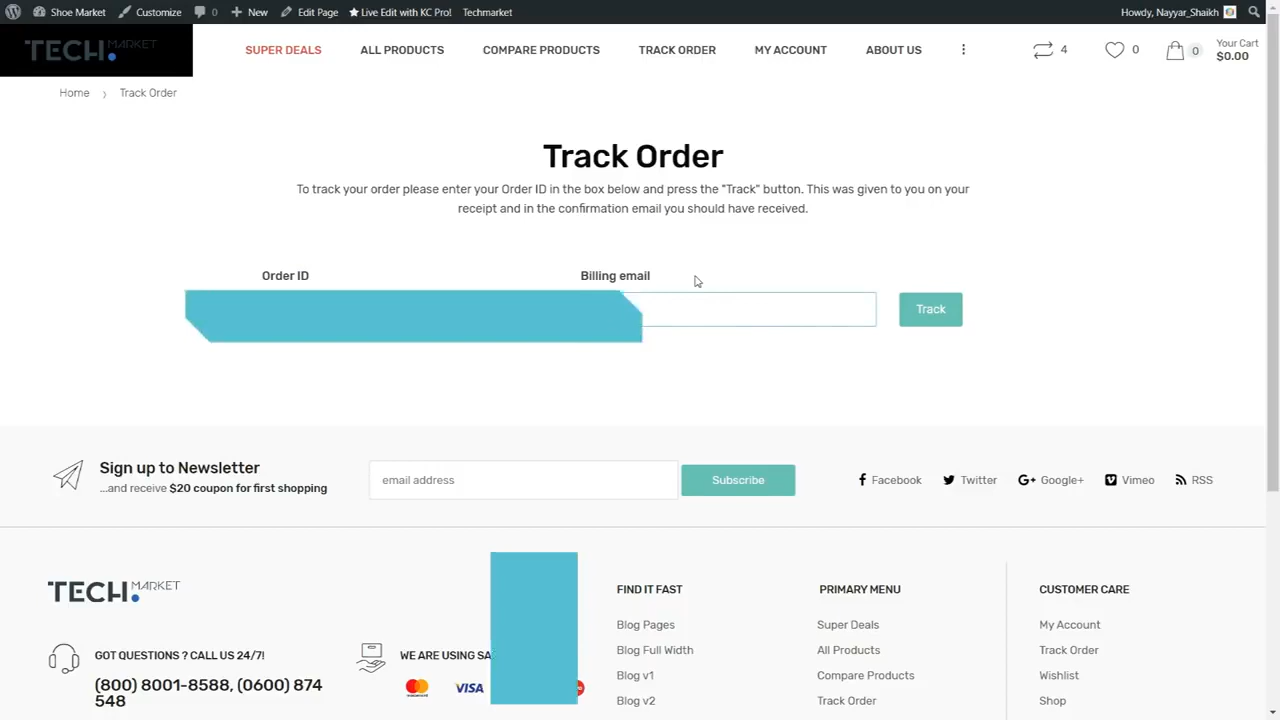 Shoe Market
Customize
0
New
Edit Page
Live Edit with KC Pro!
Techmarket
Howdy, Nayyar_Shaikh
TECH.MARKET
SUPER DEALS
ALL PRODUCTS
COMPARE PRODUCTS
TRACK ORDER
MY ACCOUNT
ABOUT US
4
0
0
Your Cart
$0.00
Home
Track Order
Track Order
To track your order please enter your Order ID in the box below and press the "Track" button. This was given to you on your
receipt and in the confirmation email you should have received.
Order ID
Billing email
Track
Sign up to Newsletter
...and receive $20 coupon for first shopping
email address
Subscribe
Facebook
Twitter
G+ Google+
Vimeo
RSS
TECH.MARKET
GOT QUESTIONS ? CALL US 24/7!
(800) 8001-8588, (0600) 874
548
WE ARE USING
VISA
FIND IT FAST
Blog Pages
Blog Full Width
Blog v1
Blog v2
PRIMARY MENU
Super Deals
All Products
Compare Products
Track Order
CUSTOMER CARE
My Account
Track Order
Wishlist
Shop